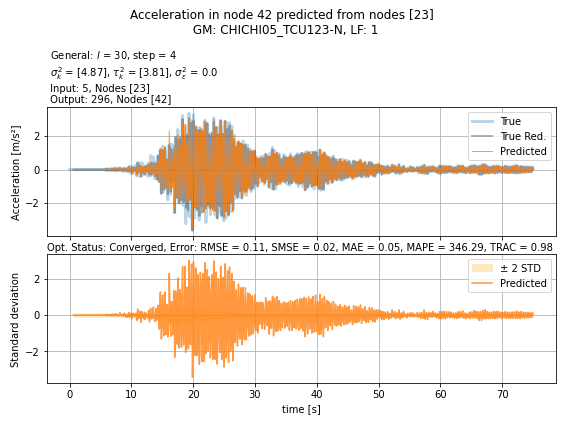 Acceleration in node 42 predicted from nodes [23]
GM: CHICHI05_TCU123-N, LF: 1
General: l = 30, step = 4
σ²_k = [4.87], τ²_k = [3.81], σ²_ε = 0.0
Input: 5, Nodes [23]
Output: 296, Nodes [42]
Acceleration [m/s²]
2
0
−2
True
True Red.
Predicted
Opt. Status: Converged, Error: RMSE = 0.11, SMSE = 0.02, MAE = 0.05, MAPE = 346.29, TRAC = 0.98
Standard deviation
2
0
−2
± 2 STD
Predicted
0 10 20 30 40 50 60 70
time [s]